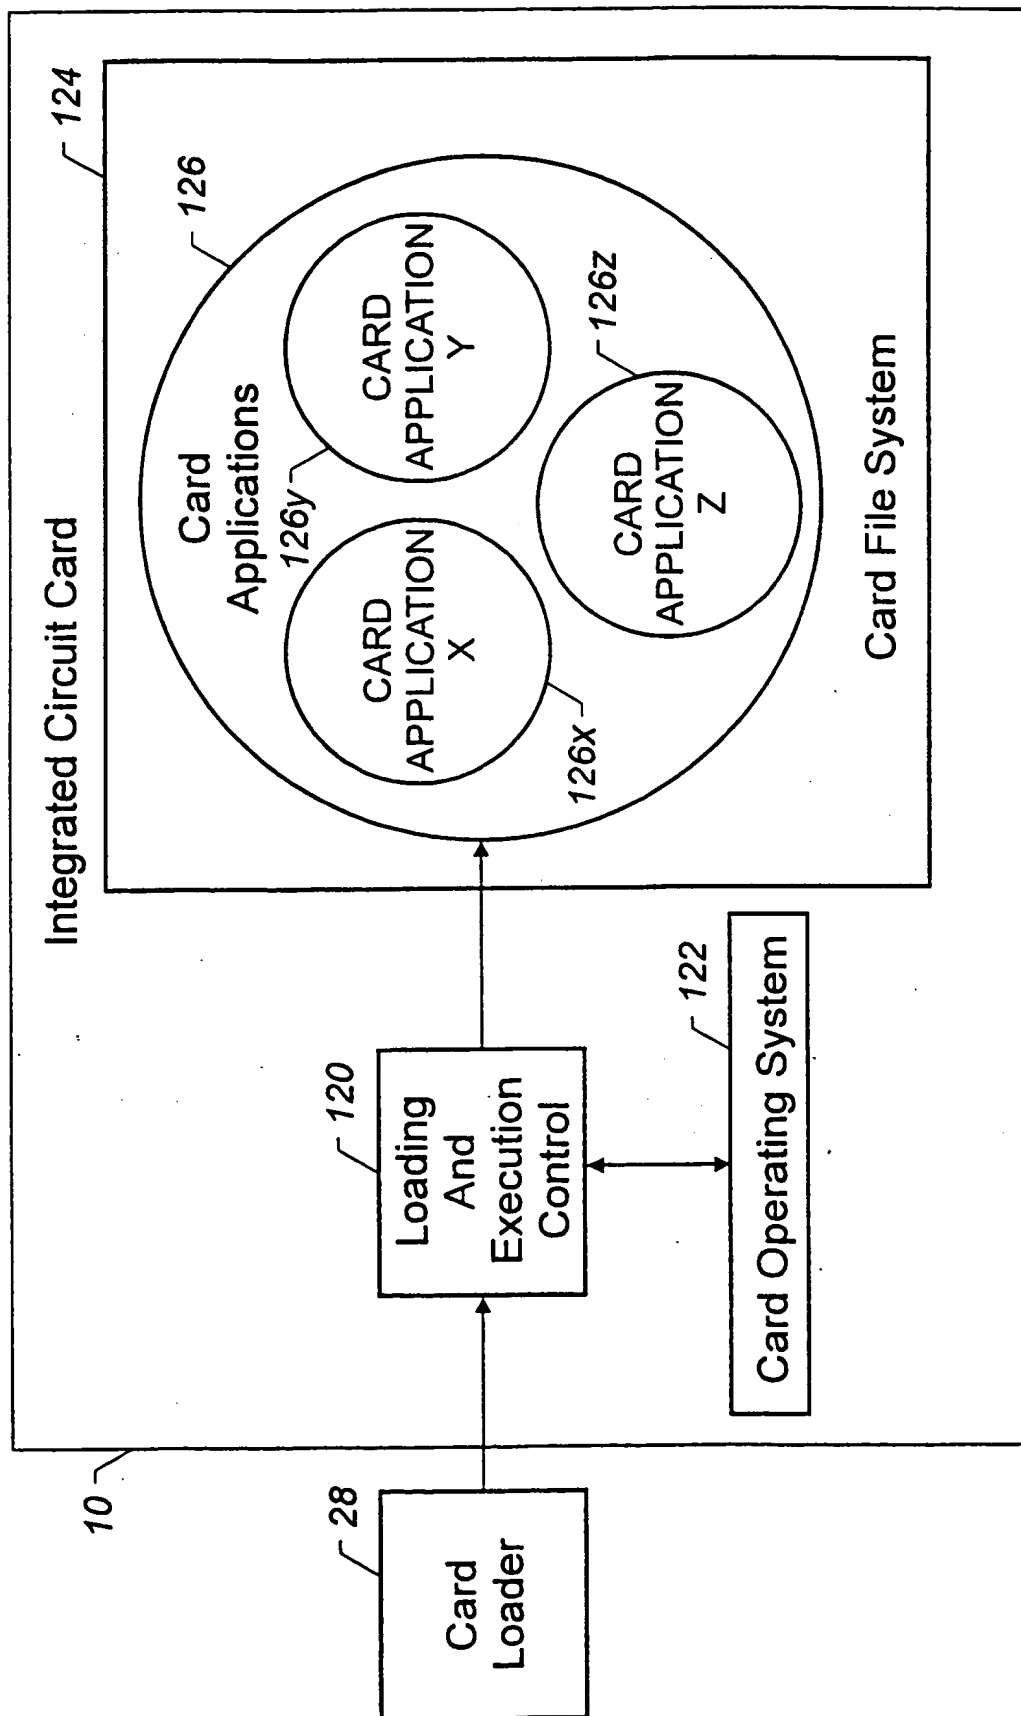 Integrated Circuit Card
10
124
Card
Applications
126
CARD
APPLICATION
X
126x
CARD
APPLICATION
Y
126y
CARD
APPLICATION
Z
126z
Card File System
Loading
And
Execution
Control
120
Card Operating System
122
Card
Loader
28